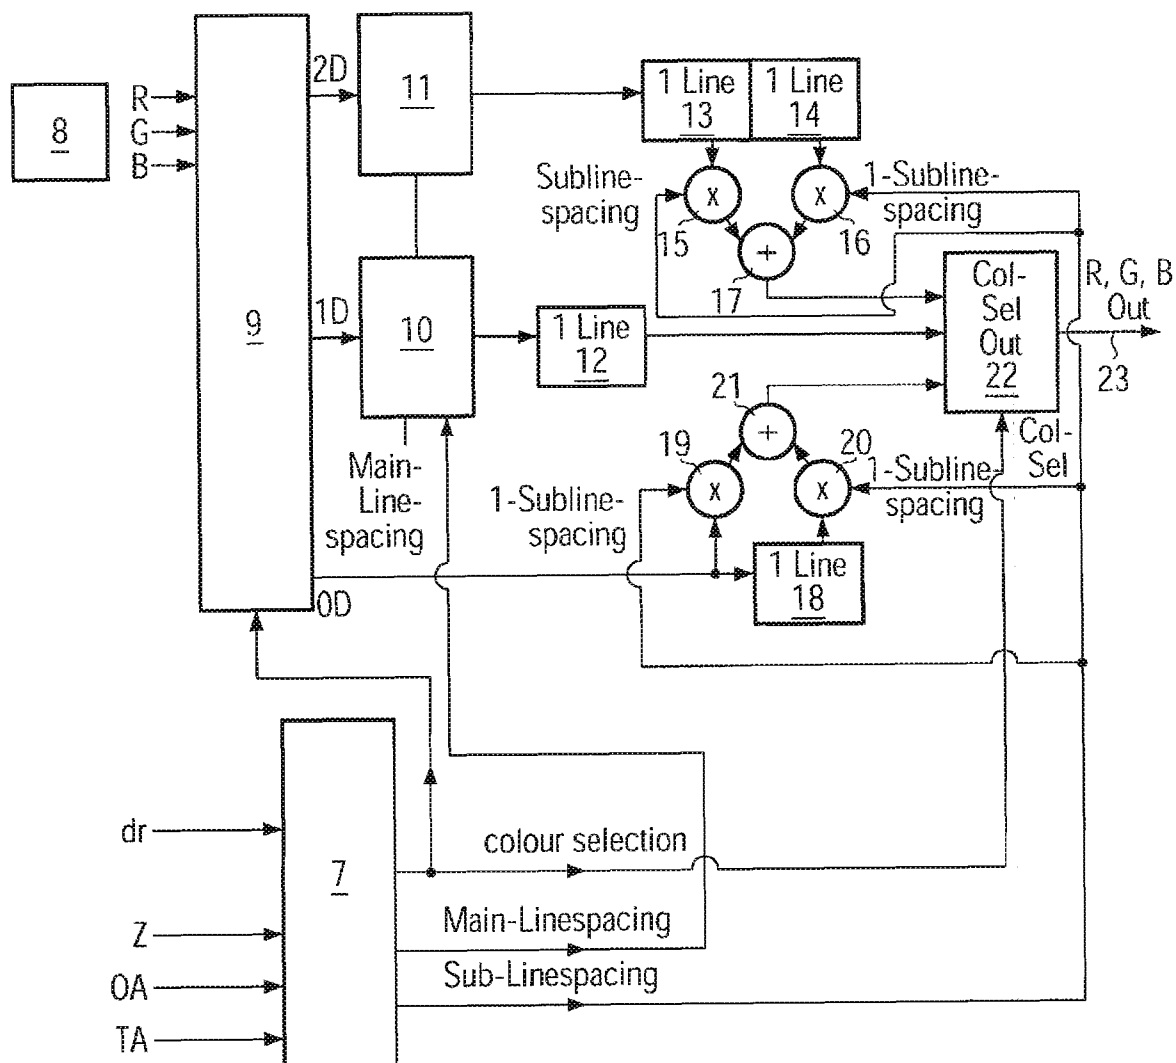 2D
11
1 Line
13
1 Line
14
8
R
G
B
Subline-
spacing
x
15
x
16
1-Subline-
spacing
+
17
9
1D
10
1 Line
12
Col-
Sel
Out
22
R, G, B
Out
23
21
+
Col-
Sel
Main-
Line-
spacing
19
x
20
x
1-Subline-
spacing
1-Subline-
spacing
0D
1 Line
18
7
dr
Z
OA
TA
colour selection
Main-Linespacing
Sub-Linespacing